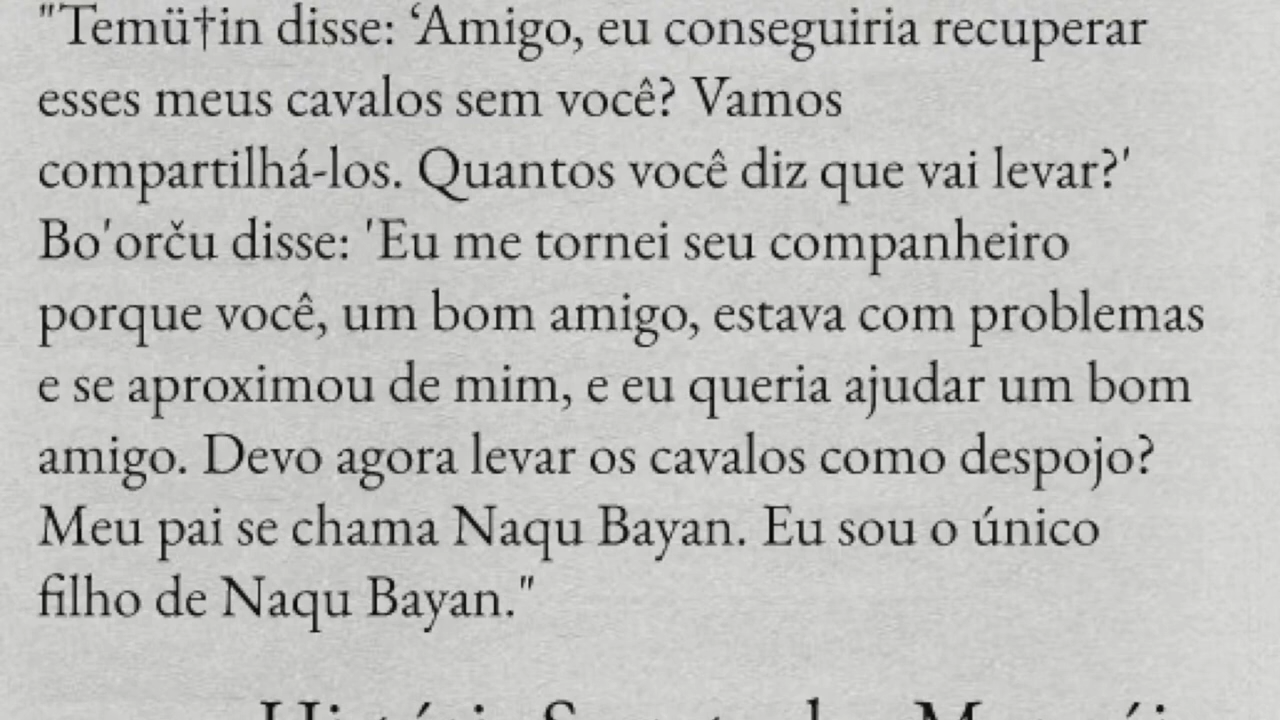 "Temü†in disse: ‘Amigo, eu conseguiria recuperar
esses meus cavalos sem você? Vamos
compartilhá-los. Quantos você diz que vai levar?'
Bo'orču disse: 'Eu me tornei seu companheiro
porque você, um bom amigo, estava com problemas
e se aproximou de mim, e eu queria ajudar um bom
amigo. Devo agora levar os cavalos como despojo?
Meu pai se chama Naqu Bayan. Eu sou o único
filho de Naqu Bayan."